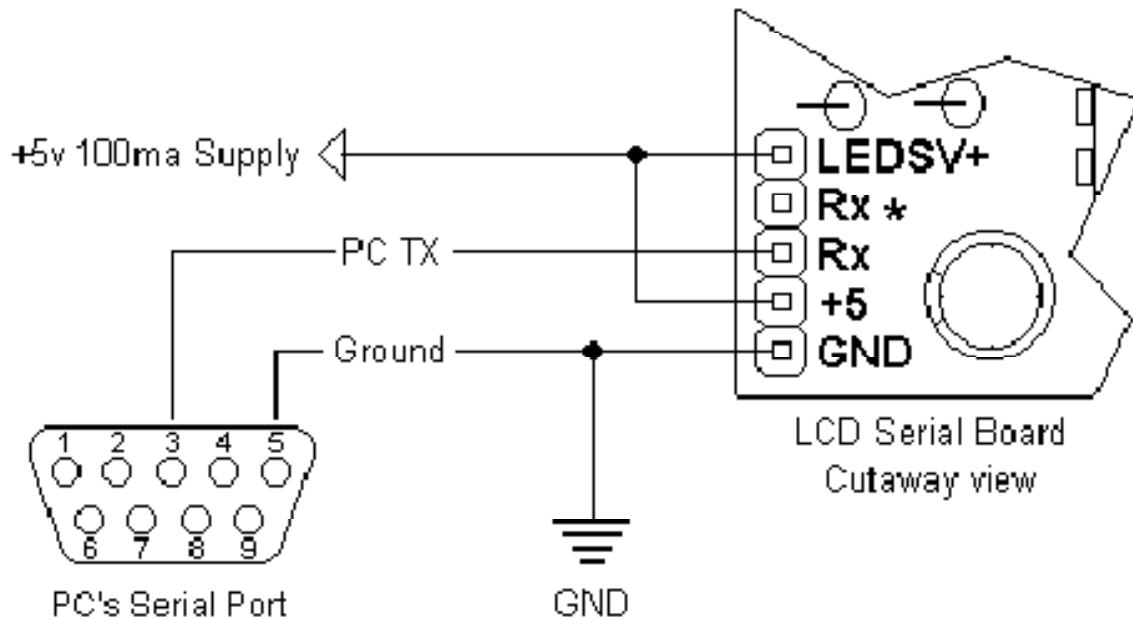 +5v 100ma Supply
LEDSV+
Rx *
PC TX
Rx
+5
Ground
GND
LCD Serial Board
Cutaway view
1 2 3 4 5
6 7 8 9
PC's Serial Port
GND